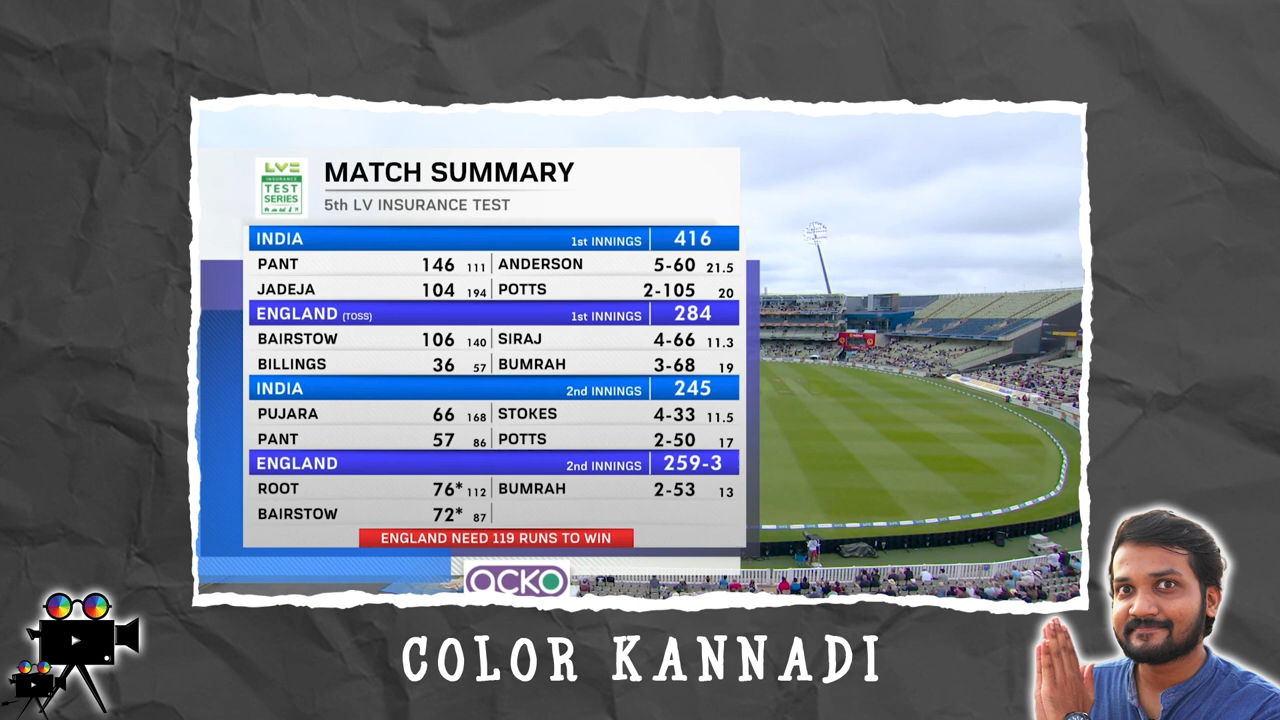 LV=
INSURANCE
TEST
SERIES
MATCH SUMMARY
5th LV INSURANCE TEST
INDIA 1st INNINGS 416
PANT 146 111 ANDERSON 5-60 21.5
JADEJA 104 194 POTTS 2-105 20
ENGLAND (TOSS) 1st INNINGS 284
BAIRSTOW 106 140 SIRAJ 4-66 11.3
BILLINGS 36 57 BUMRAH 3-68 19
INDIA 2nd INNINGS 245
PUJARA 66 168 STOKES 4-33 11.5
PANT 57 86 POTTS 2-50 17
ENGLAND 2nd INNINGS 259-3
ROOT 76* 112 BUMRAH 2-53 13
BAIRSTOW 72* 87
ENGLAND NEED 119 RUNS TO WIN
OCKO
COLOR KANNADI